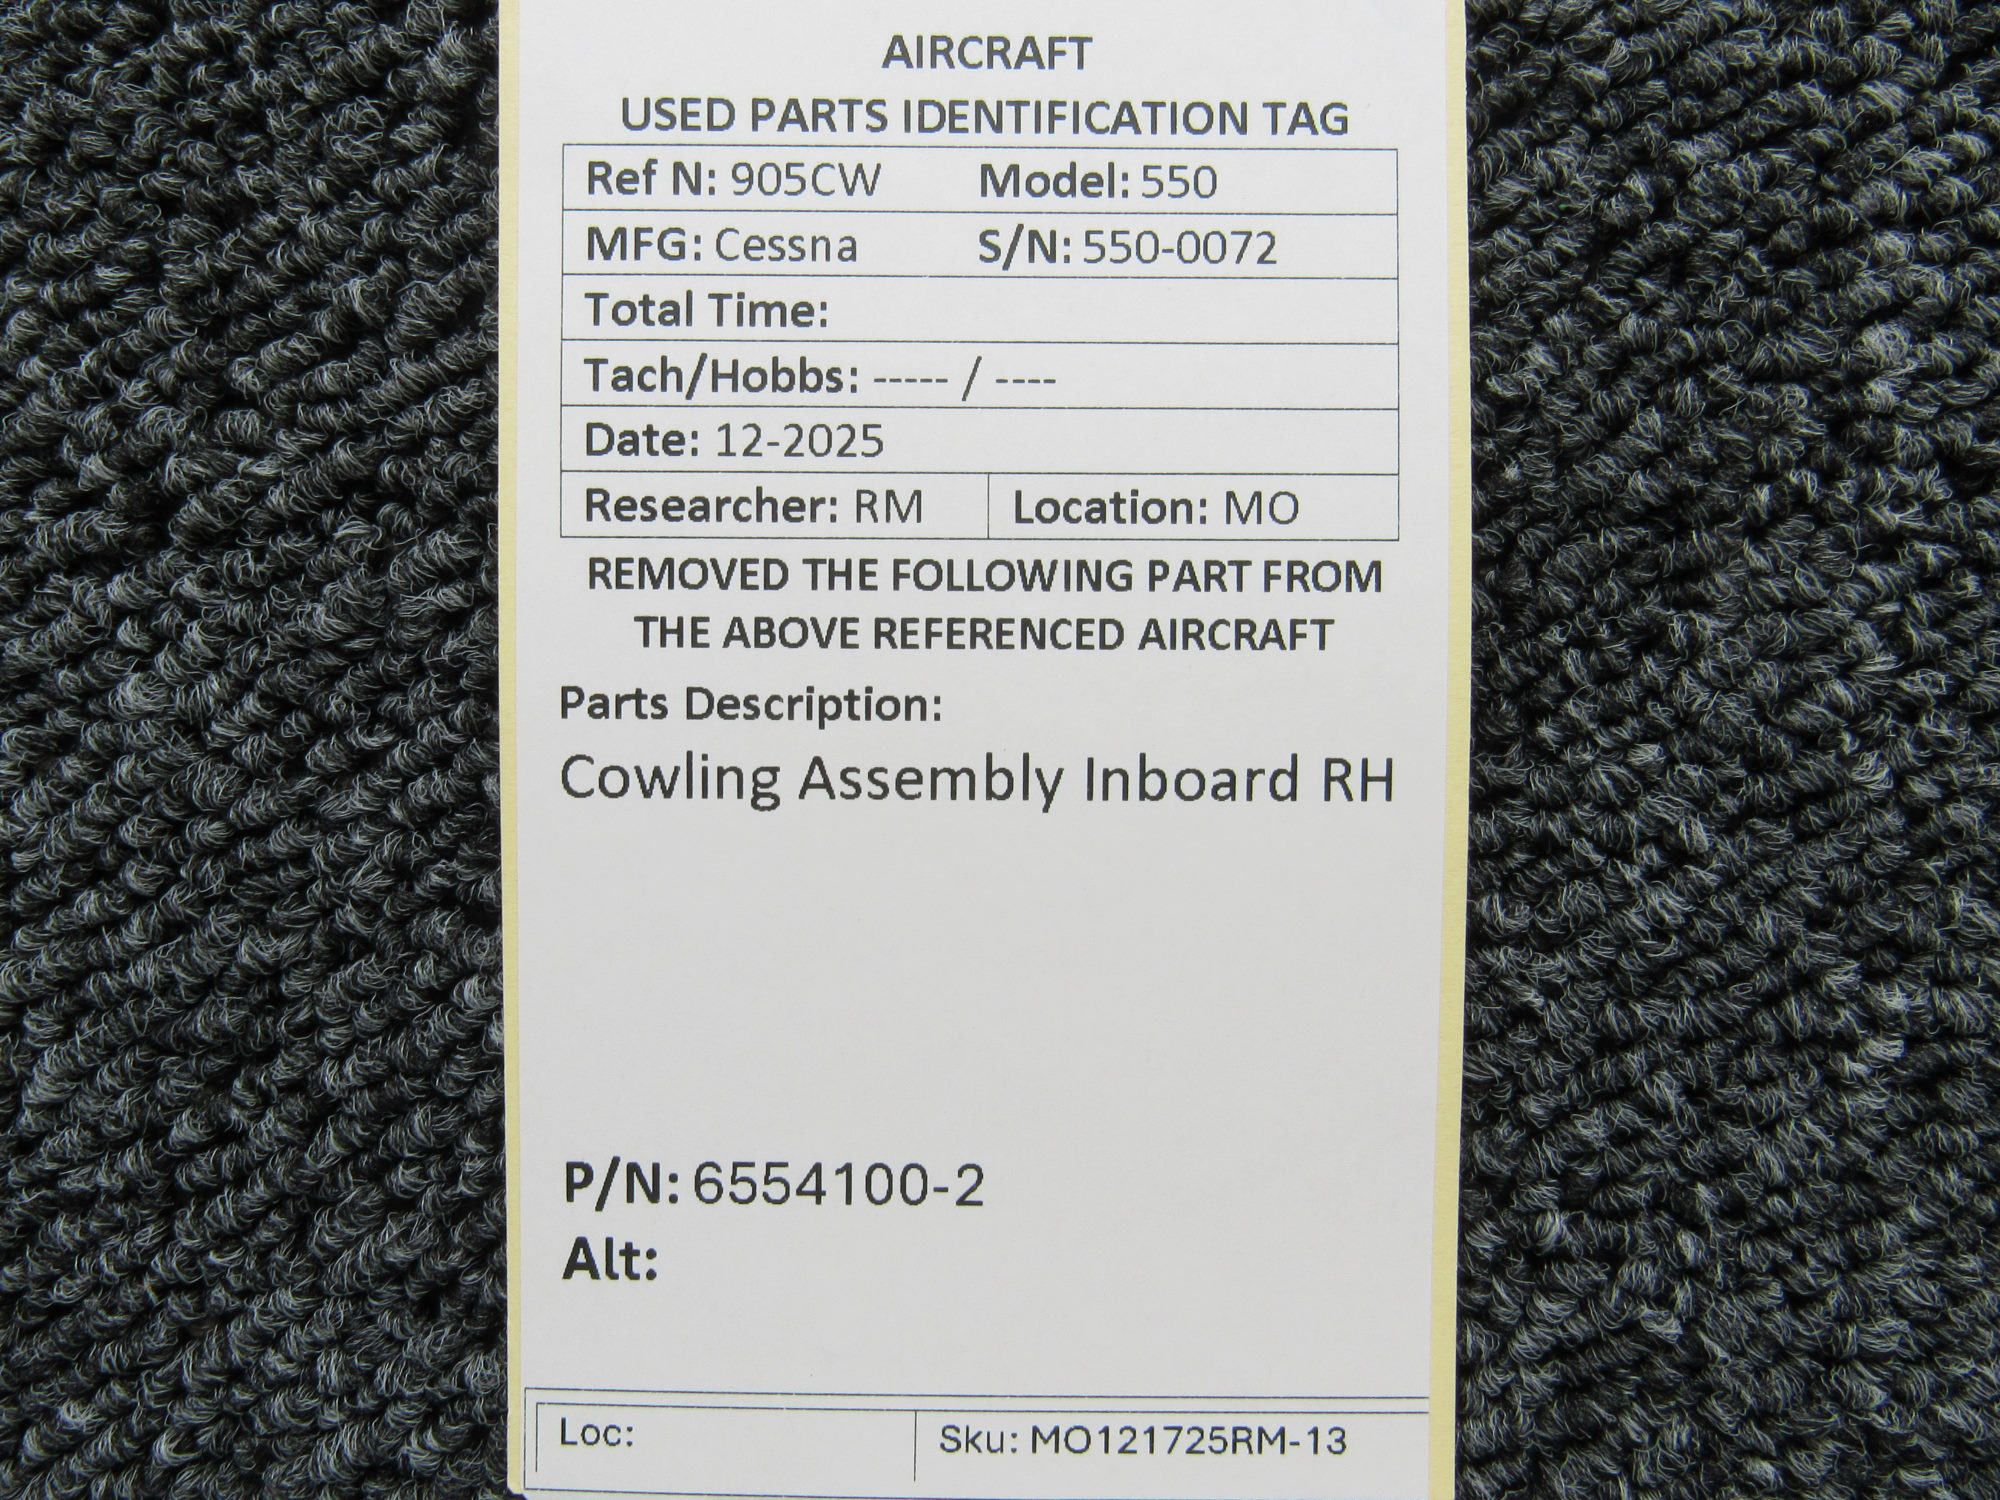 AIRCRAFT
USED PARTS IDENTIFICATION TAG
Ref N: 905CW Model: 550
MFG: Cessna S/N: 550-0072
Total Time:
Tach/Hobbs: ----- / ----
Date: 12-2025
Researcher: RM Location: MO
REMOVED THE FOLLOWING PART FROM
THE ABOVE REFERENCED AIRCRAFT
Parts Description:
Cowling Assembly Inboard RH
P/N: 6554100-2
Alt:
Loc: Sku: MO121725RM-13